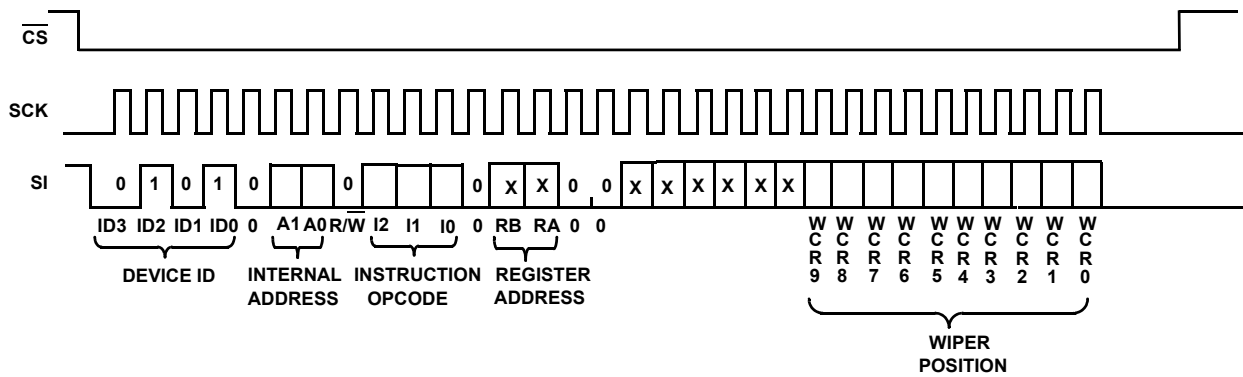 CS
SCK
SI
0 1 0 1 0 0 0 X X 0 0 X X X X X X
ID3 ID2 ID1 ID0 0 A1 A0 R/W I2 I1 I0 0 RB RA 0 0
WCR9 WCR8 WCR7 WCR6 WCR5 WCR4 WCR3 WCR2 WCR1 WCR0
DEVICE ID
INTERNAL
ADDRESS
INSTRUCTION
OPCODE
REGISTER
ADDRESS
WIPER
POSITION